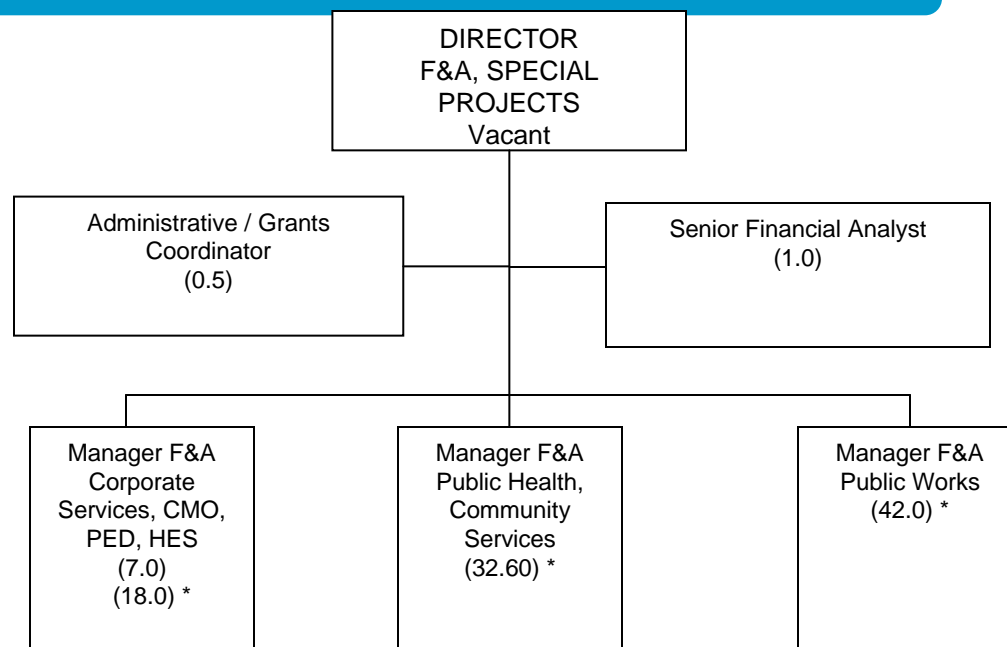 DIRECTOR
F&A, SPECIAL
PROJECTS
Vacant
Administrative / Grants
Coordinator
(0.5)
Senior Financial Analyst
(1.0)
Manager F&A
Corporate
Services, CMO,
PED, HES
(7.0)
(18.0) *
Manager F&A
Public Health,
Community
Services
(32.60) *
Manager F&A
Public Works
(42.0) *